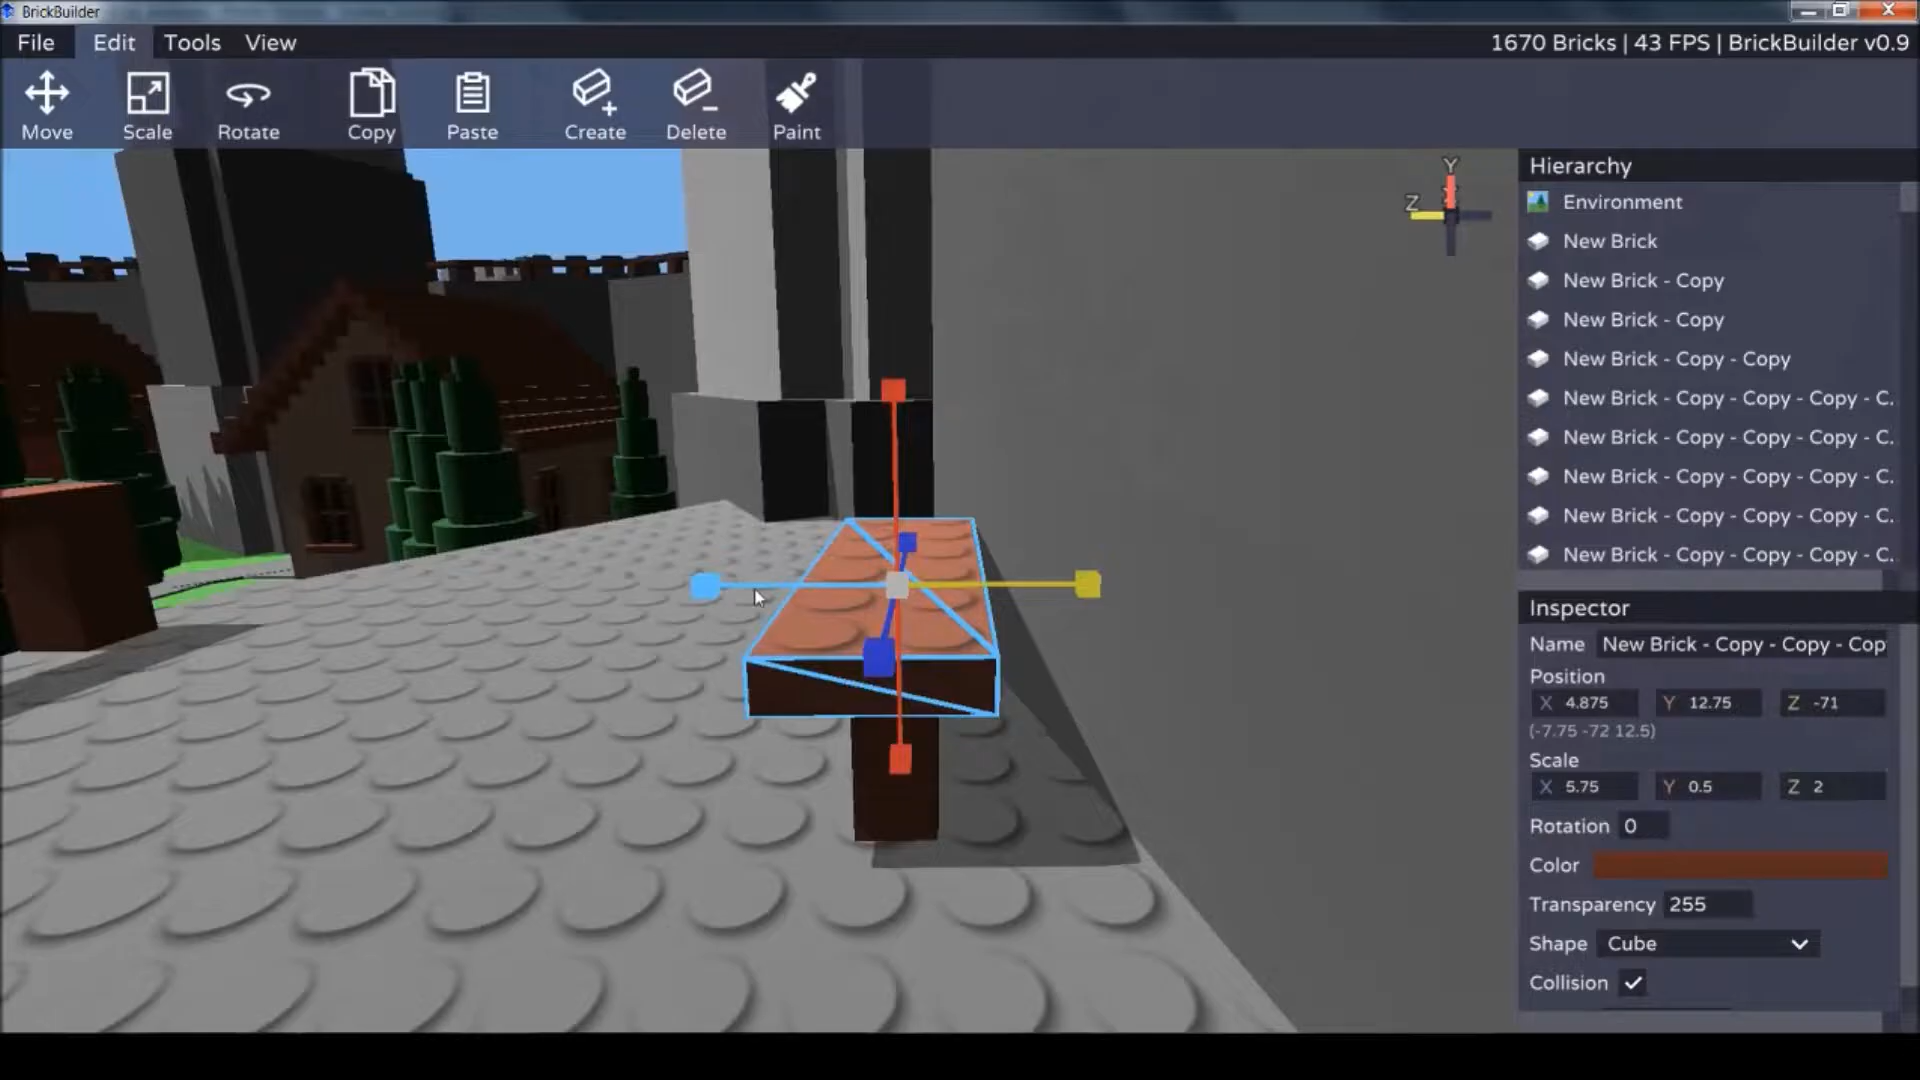 BrickBuilder
File Edit Tools View 1670 Bricks | 43 FPS | BrickBuilder v0.9
Move Scale Rotate Copy Paste Create Delete Paint
Y
Z
Hierarchy
Environment
New Brick
New Brick - Copy
New Brick - Copy
New Brick - Copy - Copy
New Brick - Copy - Copy - Copy - C.
New Brick - Copy - Copy - Copy - C.
New Brick - Copy - Copy - Copy - C.
New Brick - Copy - Copy - Copy - C.
New Brick - Copy - Copy - Copy - C.
Inspector
Name New Brick - Copy - Copy - Cop
Position
X 4.875 Y 12.75 Z -71
(-7.75 -72 12.5)
Scale
X 5.75 Y 0.5 Z 2
Rotation 0
Color
Transparency 255
Shape Cube
Collision